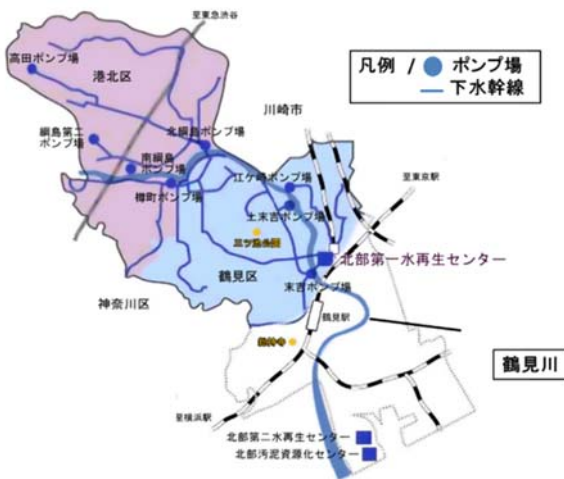 至東急渋谷
高田ポンプ場
港北区
凡例 / ポンプ場
下水幹線
川崎市
綱島第二
ポンプ場
北綱島ポンプ場
南綱島
ポンプ場
江ケ崎ポンプ場
至東京駅
樽町ポンプ場
上末吉ポンプ場
三ツ池公園
北部第一水再生センター
鶴見区
末吉ポンプ場
神奈川区
鶴見駅
總持寺
鶴見川
至横浜駅
北部第二水再生センター
北部汚泥資源化センター